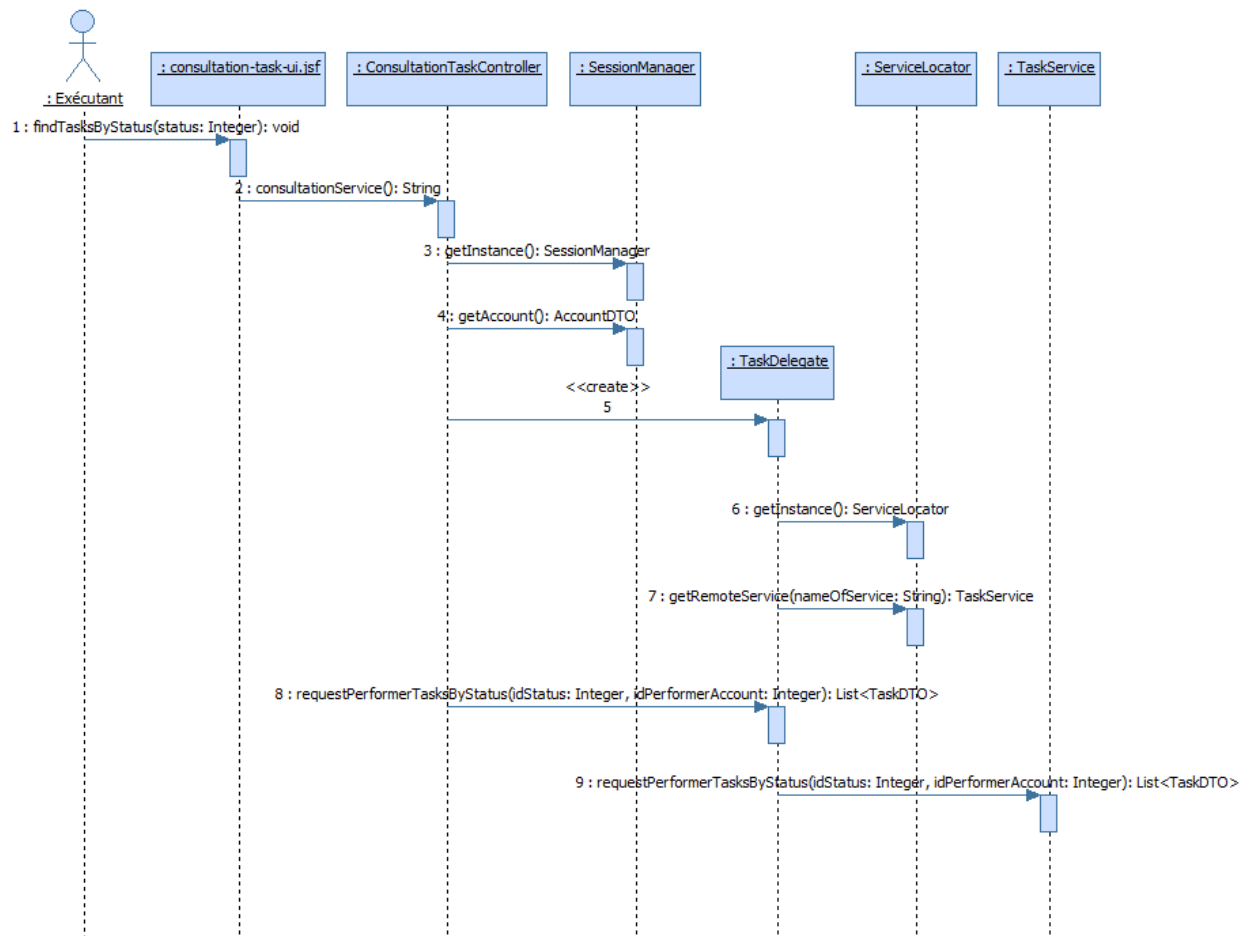 : consultation-task-ui.jsf
: ConsultationTaskController
: SessionManager
: ServiceLocator
: TaskService
: Exécutant
1 : findTasksByStatus(status: Integer): void
2 : consultationService(): String
3 : getInstance(): SessionManager
4 : getAccount(): AccountDTO
: TaskDelegate
<<create>>
5
6 : getInstance(): ServiceLocator
7 : getRemoteService(nameOfService: String): TaskService
8 : requestPerformerTasksByStatus(idStatus: Integer, idPerformerAccount: Integer): List<TaskDTO>
9 : requestPerformerTasksByStatus(idStatus: Integer, idPerformerAccount: Integer): List<TaskDTO>